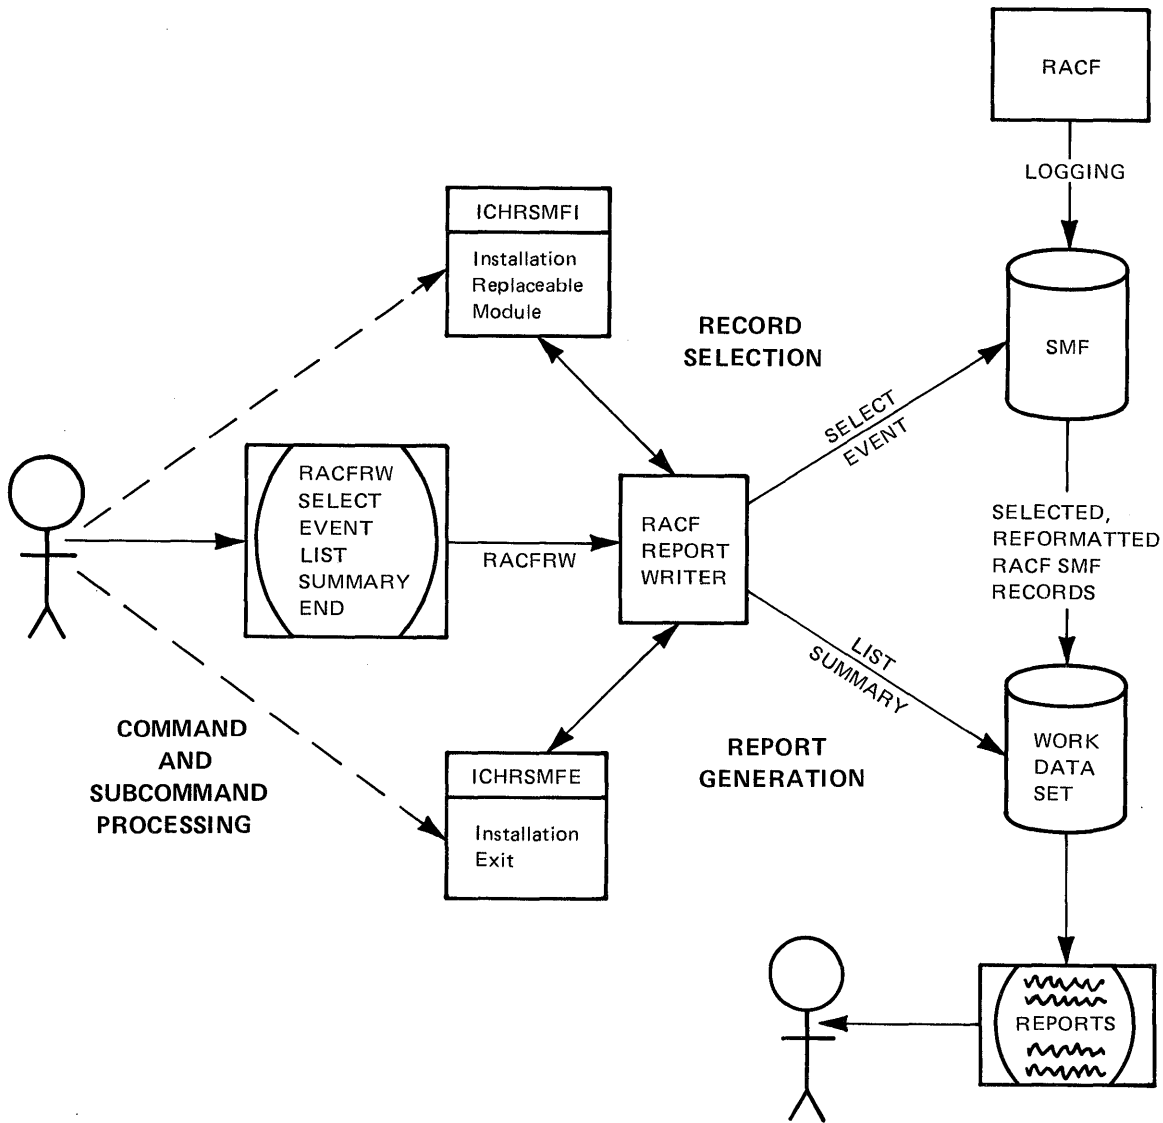 RACF
LOGGING
ICHRSMFI
Installation
Replaceable
Module
RECORD
SELECTION
SMF
SELECT
EVENT
RACFRW
SELECT
EVENT
LIST
SUMMARY
END
RACFRW
RACF
REPORT
WRITER
SELECTED,
REFORMATTED
RACF SMF
RECORDS
LIST
SUMMARY
COMMAND
AND
SUBCOMMAND
PROCESSING
ICHRSMFE
Installation
Exit
REPORT
GENERATION
WORK
DATA
SET
REPORTS